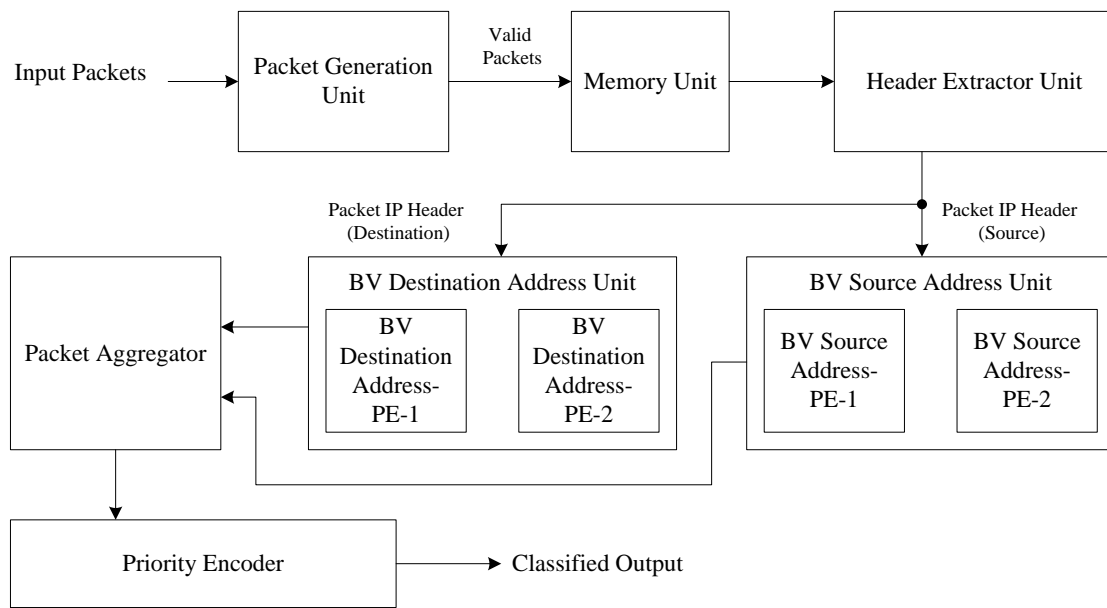 Input Packets
Packet Generation
Unit
Valid
Packets
Memory Unit
Header Extractor Unit
Packet IP Header
(Destination)
Packet IP Header
(Source)
BV Destination Address Unit
BV
Destination
Address-
PE-1
BV
Destination
Address-
PE-2
BV Source Address Unit
BV Source
Address-
PE-1
BV Source
Address-
PE-2
Packet Aggregator
Priority Encoder
Classified Output